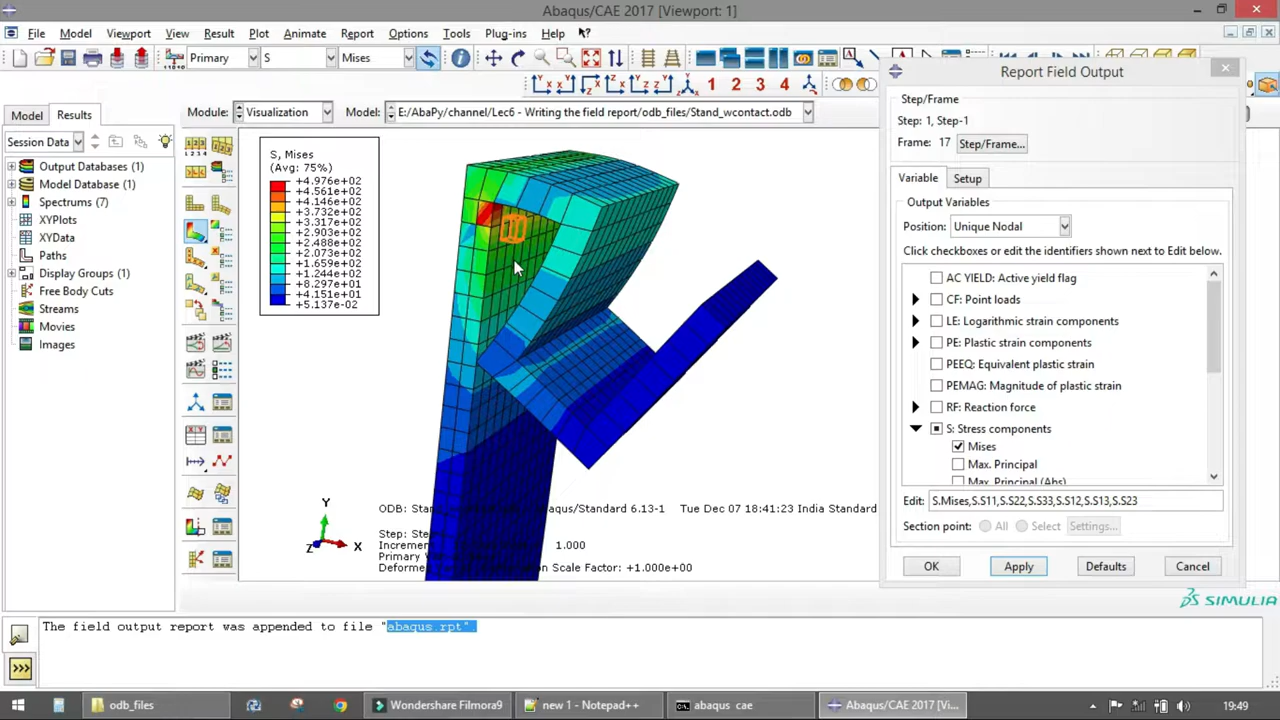 Abaqus/CAE 2017 [Viewport: 1]
File Model Viewport View Result Plot Animate Report Options Tools Plug-ins Help
Primary S Mises
1 2 3 4
Model Results Module: Visualization Model: E:/AbaPy/channel/Lec6 - Writing the field report/odb_files/Stand_wcontact.odb
Session Data
Output Databases (1)
Model Database (1)
Spectrums (7)
XYPlots
XYData
Paths
Display Groups (1)
Free Body Cuts
Streams
Movies
Images
S, Mises
(Avg: 75%)
+4.976e+02
+4.561e+02
+4.146e+02
+3.732e+02
+3.317e+02
+2.903e+02
+2.488e+02
+2.073e+02
+1.659e+02
+1.244e+02
+8.297e+01
+4.151e+01
+5.137e-02
Y
Z X
ODB: Tue Dec 07 18:41:23 India Standard
Step:
Increment 1.000
Primary
Scale Factor: +1.000e+00
Report Field Output
Step/Frame
Step: 1, Step-1
Frame: 17 Step/Frame...
Variable Setup
Output Variables
Position: Unique Nodal
Click checkboxes or edit the identifiers shown next to Edit below.
AC YIELD: Active yield flag
CF: Point loads
LE: Logarithmic strain components
PE: Plastic strain components
PEEQ: Equivalent plastic strain
PEMAG: Magnitude of plastic strain
RF: Reaction force
S: Stress components
Mises
Max. Principal
Max. Principal (Abs)
Edit: S.Mises,S.S11,S.S22,S.S33,S.S12,S.S13,S.S23
Section point: All Select Settings...
OK Apply Defaults Cancel
SIMULIA
The field output report was appended to file "abaqus.rpt".
>>>
odb_files Wondershare Filmora9 new 1 - Notepad++ abaqus cae Abaqus/CAE 2017 [Vi... 19:49